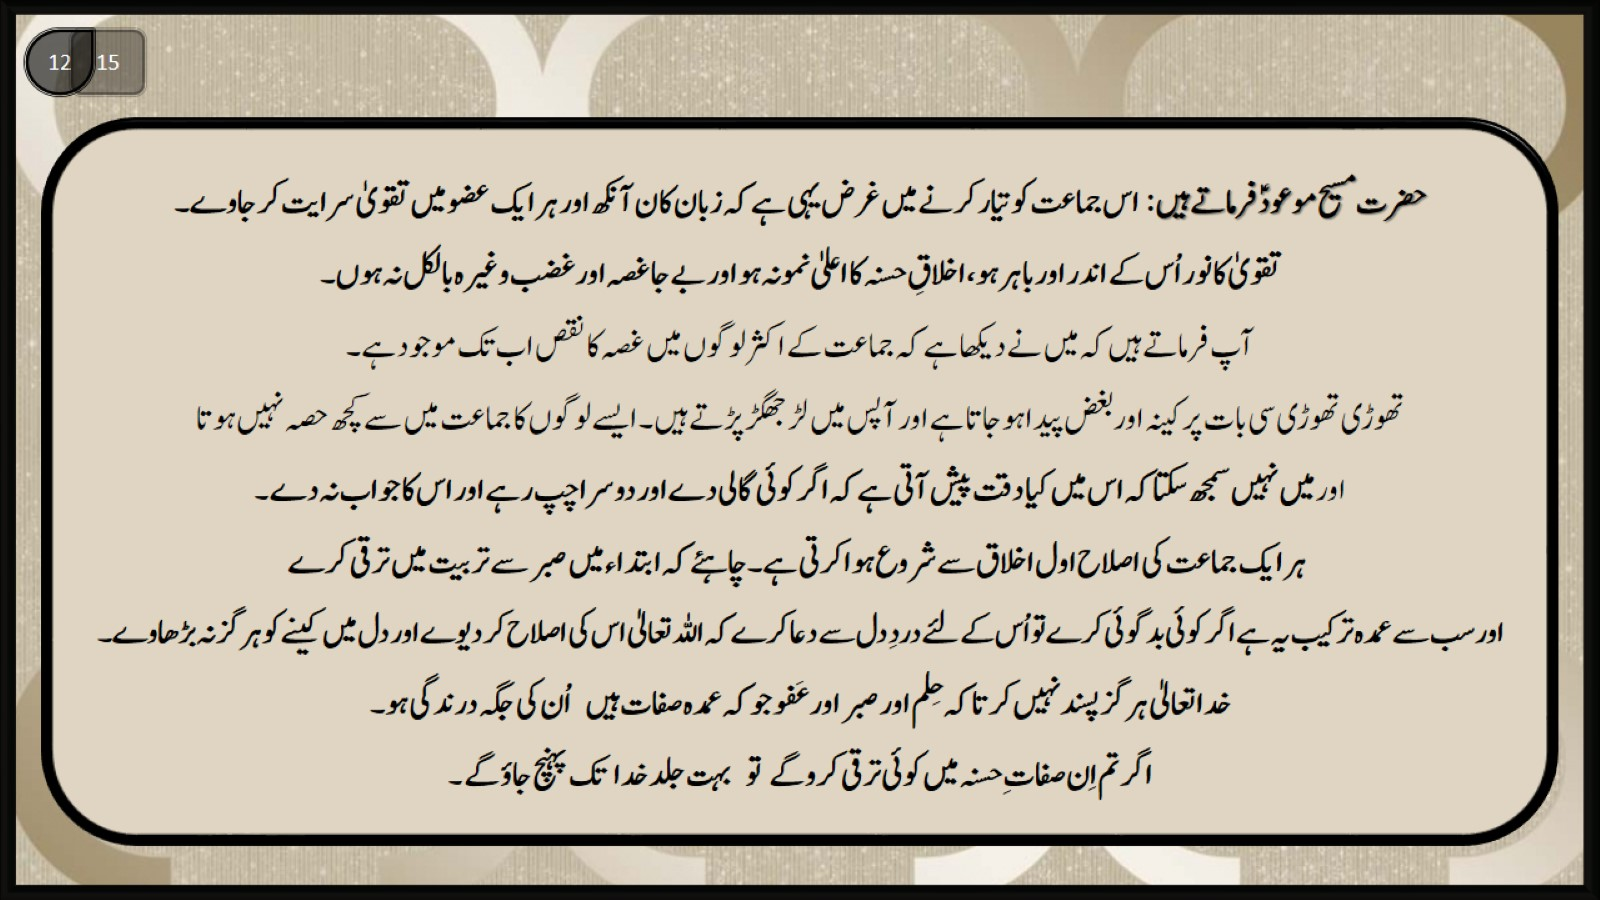 12 15
حضرت مسیح موعودؑ فرماتے ہیں: اس جماعت کو تیار کرنے میں غرض یہی ہے کہ زبان کان آنکھ اور ہر ایک عضو میں تقویٰ سرایت کر جاوے۔
تقویٰ کا نور اُس کے اندر اور باہر ہو، اخلاقِ حسنہ کا اعلیٰ نمونہ ہو اور بے جا غصہ اور غضب وغیرہ بالکل نہ ہوں۔
آپ فرماتے ہیں کہ میں نے دیکھا ہے کہ جماعت کے اکثر لوگوں میں غصہ کا نقص اب تک موجود ہے۔
تھوڑی تھوڑی سی بات پر کینہ اور بغض پیدا ہو جاتا ہے اور آپس میں لڑ جھگڑ پڑتے ہیں۔ ایسے لوگوں کا جماعت میں سے کچھ حصہ نہیں ہوتا
اور میں نہیں سمجھ سکتا کہ اس میں کیا دقت پیش آتی ہے کہ اگر کوئی گالی دے اور دوسرا چپ رہے اور اس کا جواب نہ دے۔
ہر ایک جماعت کی اصلاح اول اخلاق سے شروع ہوا کرتی ہے۔ چاہئے کہ ابتداء میں صبر سے تربیت میں ترقی کرے
اور سب سے عمدہ ترکیب یہ ہے اگر کوئی بد گوئی کرے تو اُس کے لئے دردِ دل سے دعا کرے کہ اللہ تعالیٰ اس کی اصلاح کر دیوے اور دل میں کینے کو ہرگز نہ بڑھاوے۔
خدا تعالیٰ ہرگز پسند نہیں کرتا کہ حِلم اور صبر اور عَفو جو کہ عمدہ صفات ہیں اُن کی جگہ درندگی ہو۔
اگر تم اِن صفاتِ حسنہ میں کوئی ترقی کروگے تو بہت جلد خدا تک پہنچ جاؤ گے۔